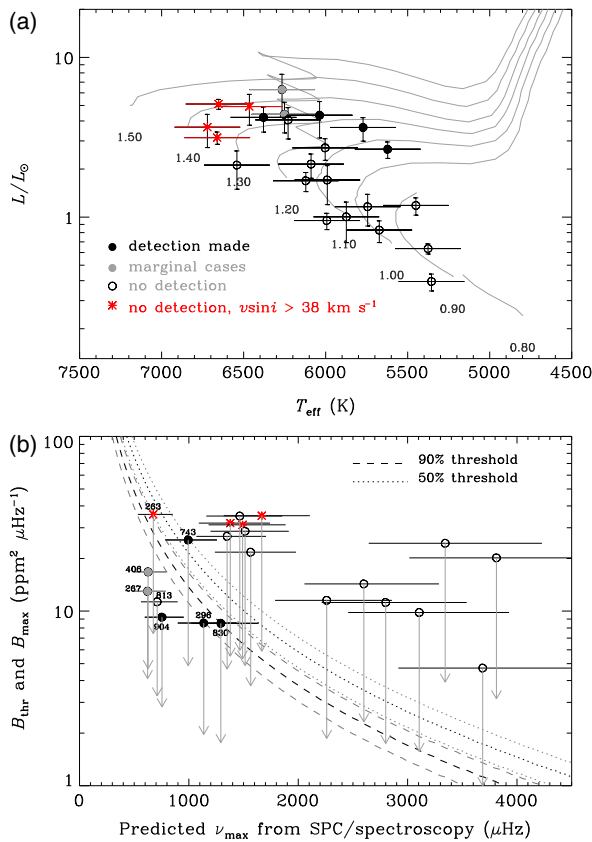 (a)
10
1
L/L⊙
1.50
1.40
1.30
1.20
1.10
1.00
0.90
0.80
detection made
marginal cases
no detection
no detection, vsini > 38 km s⁻¹
7500 7000 6500 6000 5500 5000 4500
Teff (K)
(b)
100
10
1
Bthr and Bmax (ppm² μHz⁻¹)
90% threshold
50% threshold
263
743
408
267
813
904
296
830
0 1000 2000 3000 4000
Predicted νmax from SPC/spectroscopy (μHz)